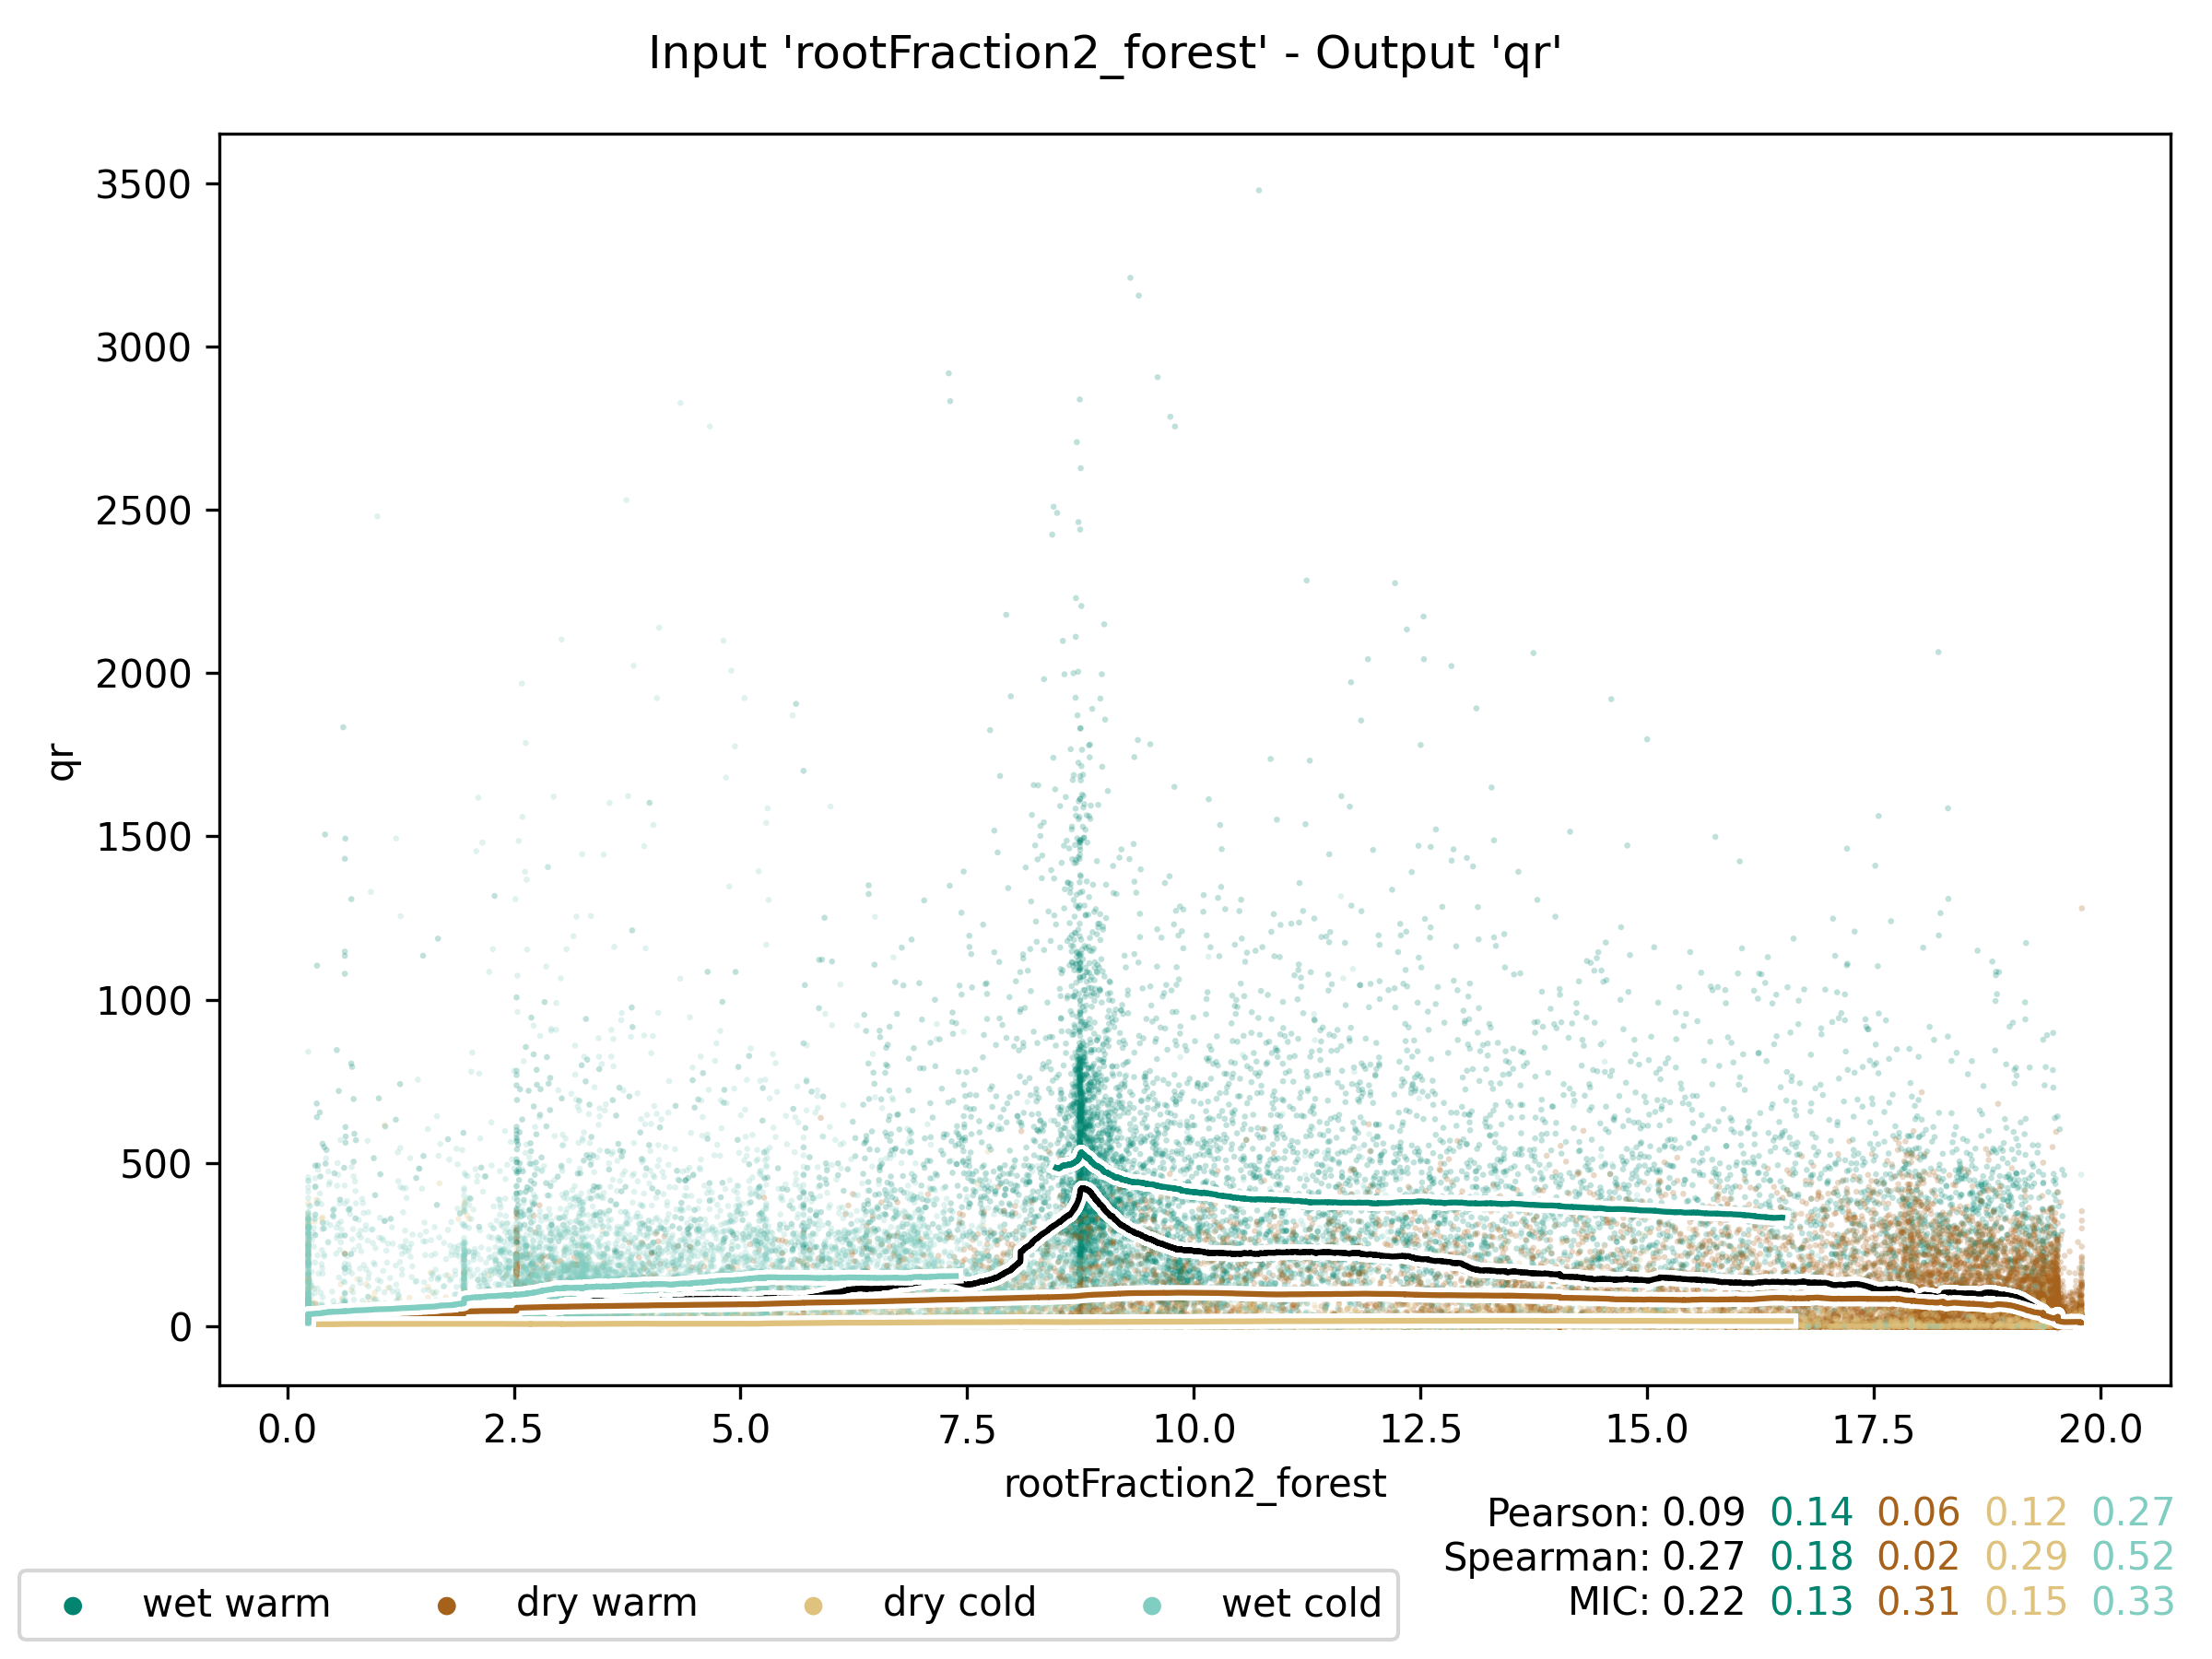 Input 'rootFraction2_forest' - Output 'qr'
3500
3000
2500
2000
1500
1000
500
0
qr
0.0 2.5 5.0 7.5 10.0 12.5 15.0 17.5 20.0
rootFraction2_forest
Pearson: 0.09 0.14 0.06 0.12 0.27
Spearman: 0.27 0.18 0.02 0.29 0.52
MIC: 0.22 0.13 0.31 0.15 0.33
wet warm dry warm dry cold wet cold